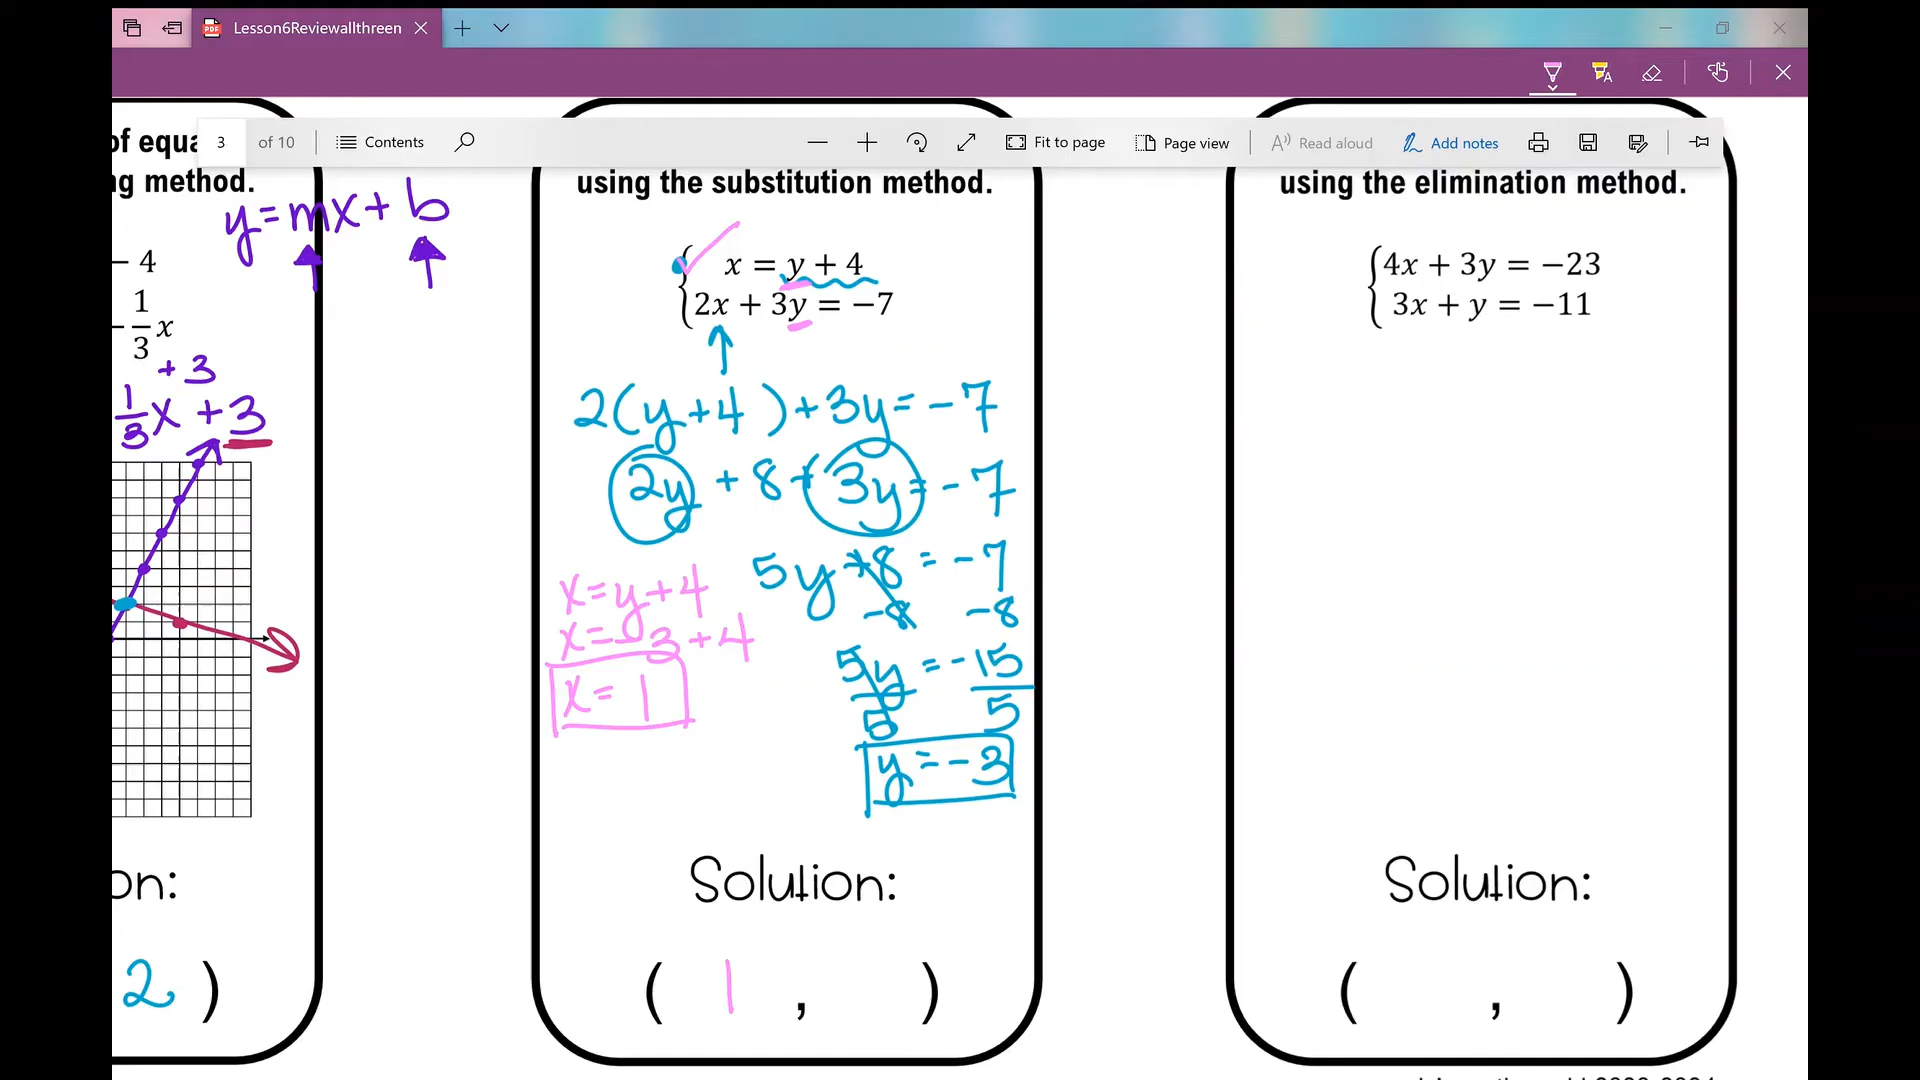 Lesson6Reviewallthreen
3 of 10 Contents Fit to page Page view Read aloud Add notes
of equa
ng method.
y=mx+b
− 4
−1/3 x
+3
1/3 x +3
on:
2 )
using the substitution method.
x = y + 4
2x + 3y = −7
2(y+4 )+3y=-7
2y +8+3y=-7
5y+8=-7
-8 -8
5y=-15
5 5
y=-3
x=y+4
x=-3+4
x= 1
Solution:
( 1 , )
using the elimination method.
4x + 3y = −23
3x + y = −11
Solution:
( , )